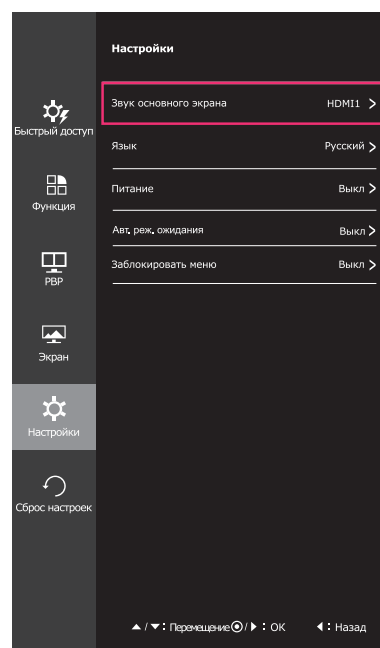 Настройки
Звук основного экрана HDMI1 >
Быстрый доступ
Язык Русский >
Питание Выкл >
Функция
Авт. реж. ожидания Выкл >
Заблокировать меню Выкл >
PBP
Экран
Настройки
Сброс настроек
▲ / ▼ : Перемещение ⊙ / ▶ : OK ◀ : Назад